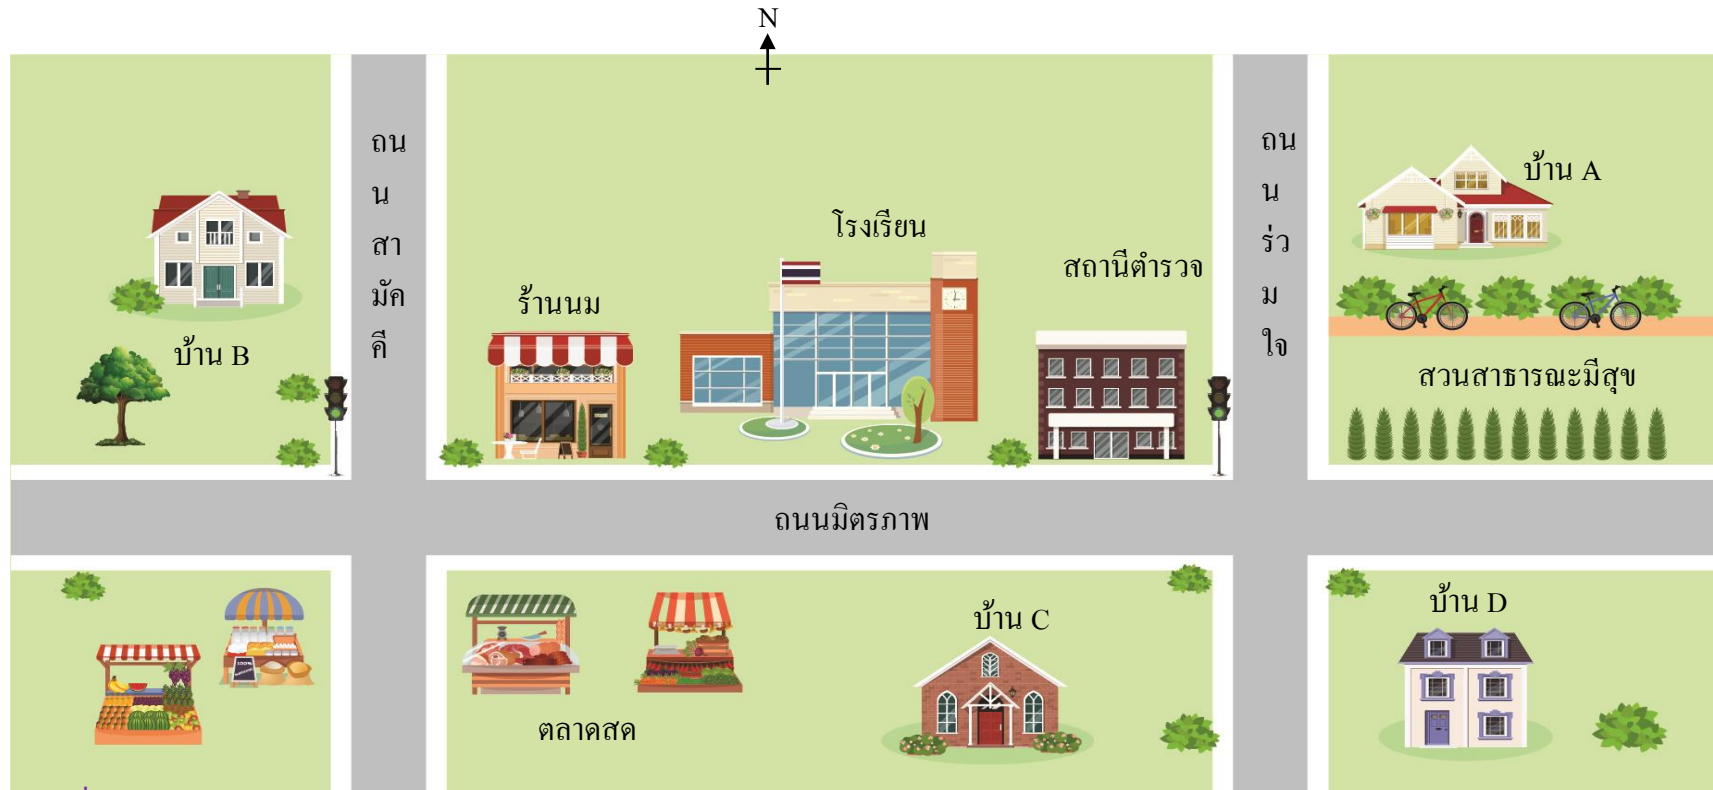 N
ถน
น
สา
มัค
คี
ถน
น
ร่ว
ม
ใจ
บ้าน A
โรงเรียน
สถานีตำรวจ
ร้านนม
บ้าน B
สวนสาธารณะมีสุข
ถนนมิตรภาพ
บ้าน C
บ้าน D
ตลาดสด